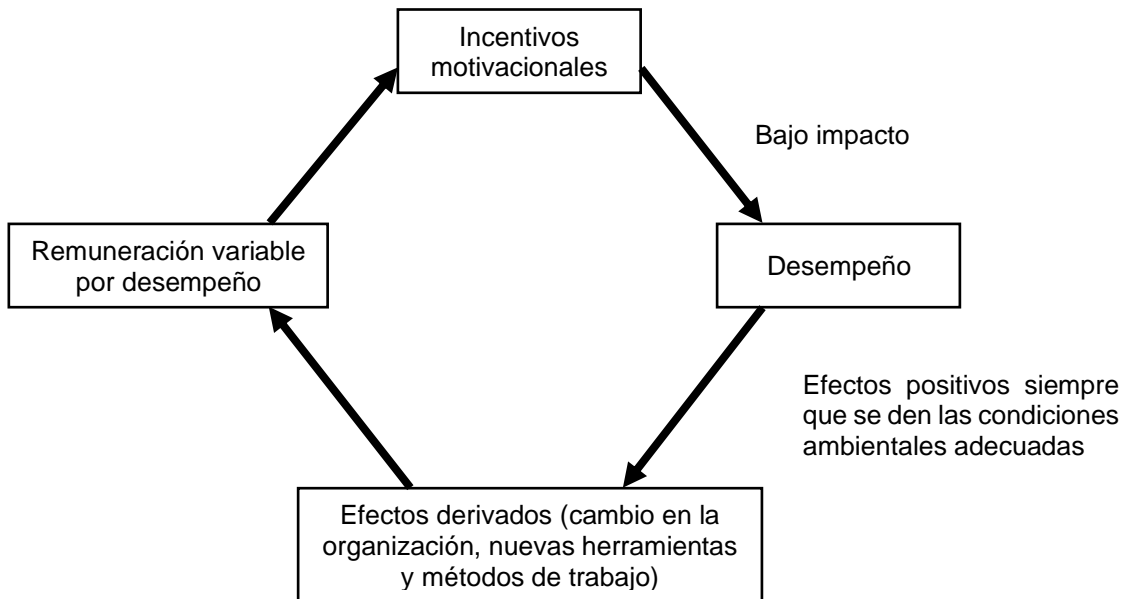 Incentivos
motivacionales
Bajo impacto
Remuneración variable
por desempeño
Desempeño
Efectos positivos siempre
que se den las condiciones
ambientales adecuadas
Efectos derivados (cambio en la
organización, nuevas herramientas
y métodos de trabajo)